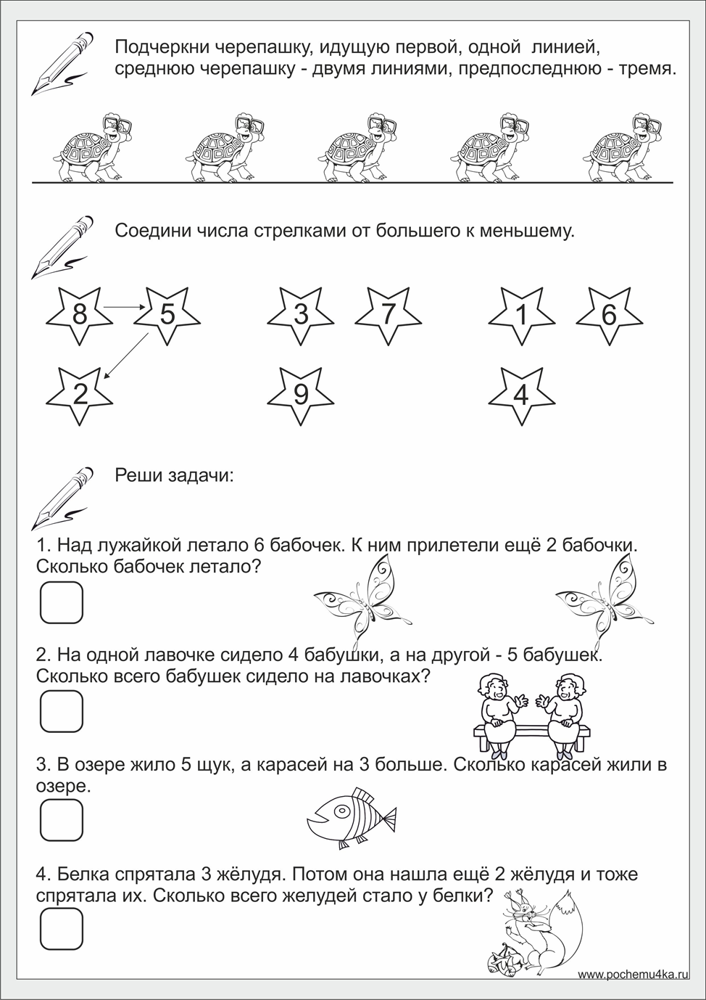 Подчеркни черепашку, идущую первой, одной линией,
среднюю черепашку - двумя линиями, предпоследнюю - тремя.
Соедини числа стрелками от большего к меньшему.
8 5 3 7 1 6
2 9 4
Реши задачи:
1. Над лужайкой летало 6 бабочек. К ним прилетели ещё 2 бабочки.
Сколько бабочек летало?
2. На одной лавочке сидело 4 бабушки, а на другой - 5 бабушек.
Сколько всего бабушек сидело на лавочках?
3. В озере жило 5 щук, а карасей на 3 больше. Сколько карасей жили в
озере.
4. Белка спрятала 3 жёлудя. Потом она нашла ещё 2 жёлудя и тоже
спрятала их. Сколько всего желудей стало у белки?
www.pochemu4ka.ru